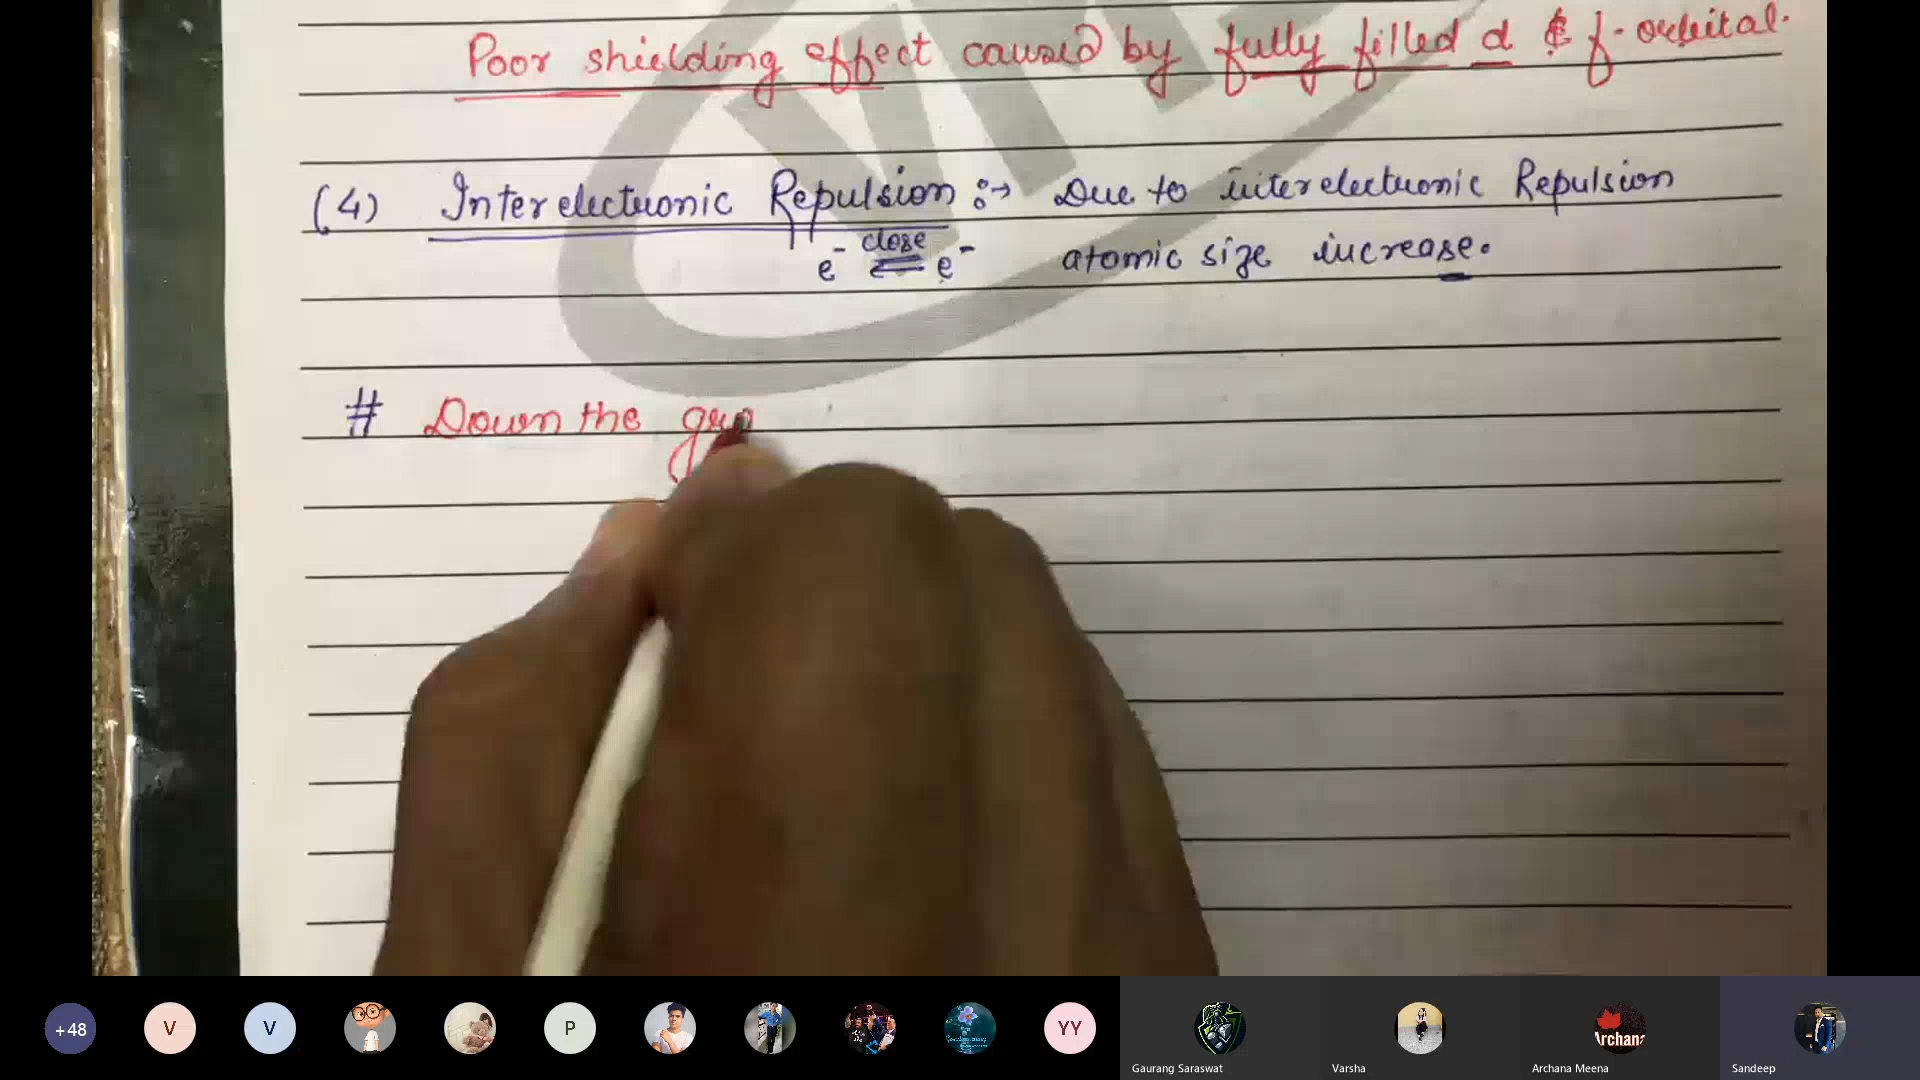 Poor shielding effect caused by fully filled d & f-orbital.
(4) Interelectronic Repulsion :→ Due to interelectronic Repulsion
e⁻ close e⁻ atomic size increase.
# Down the gro
+48
V
V
P
YY
Gaurang Saraswat
Varsha
Archana Meena
Sandeep